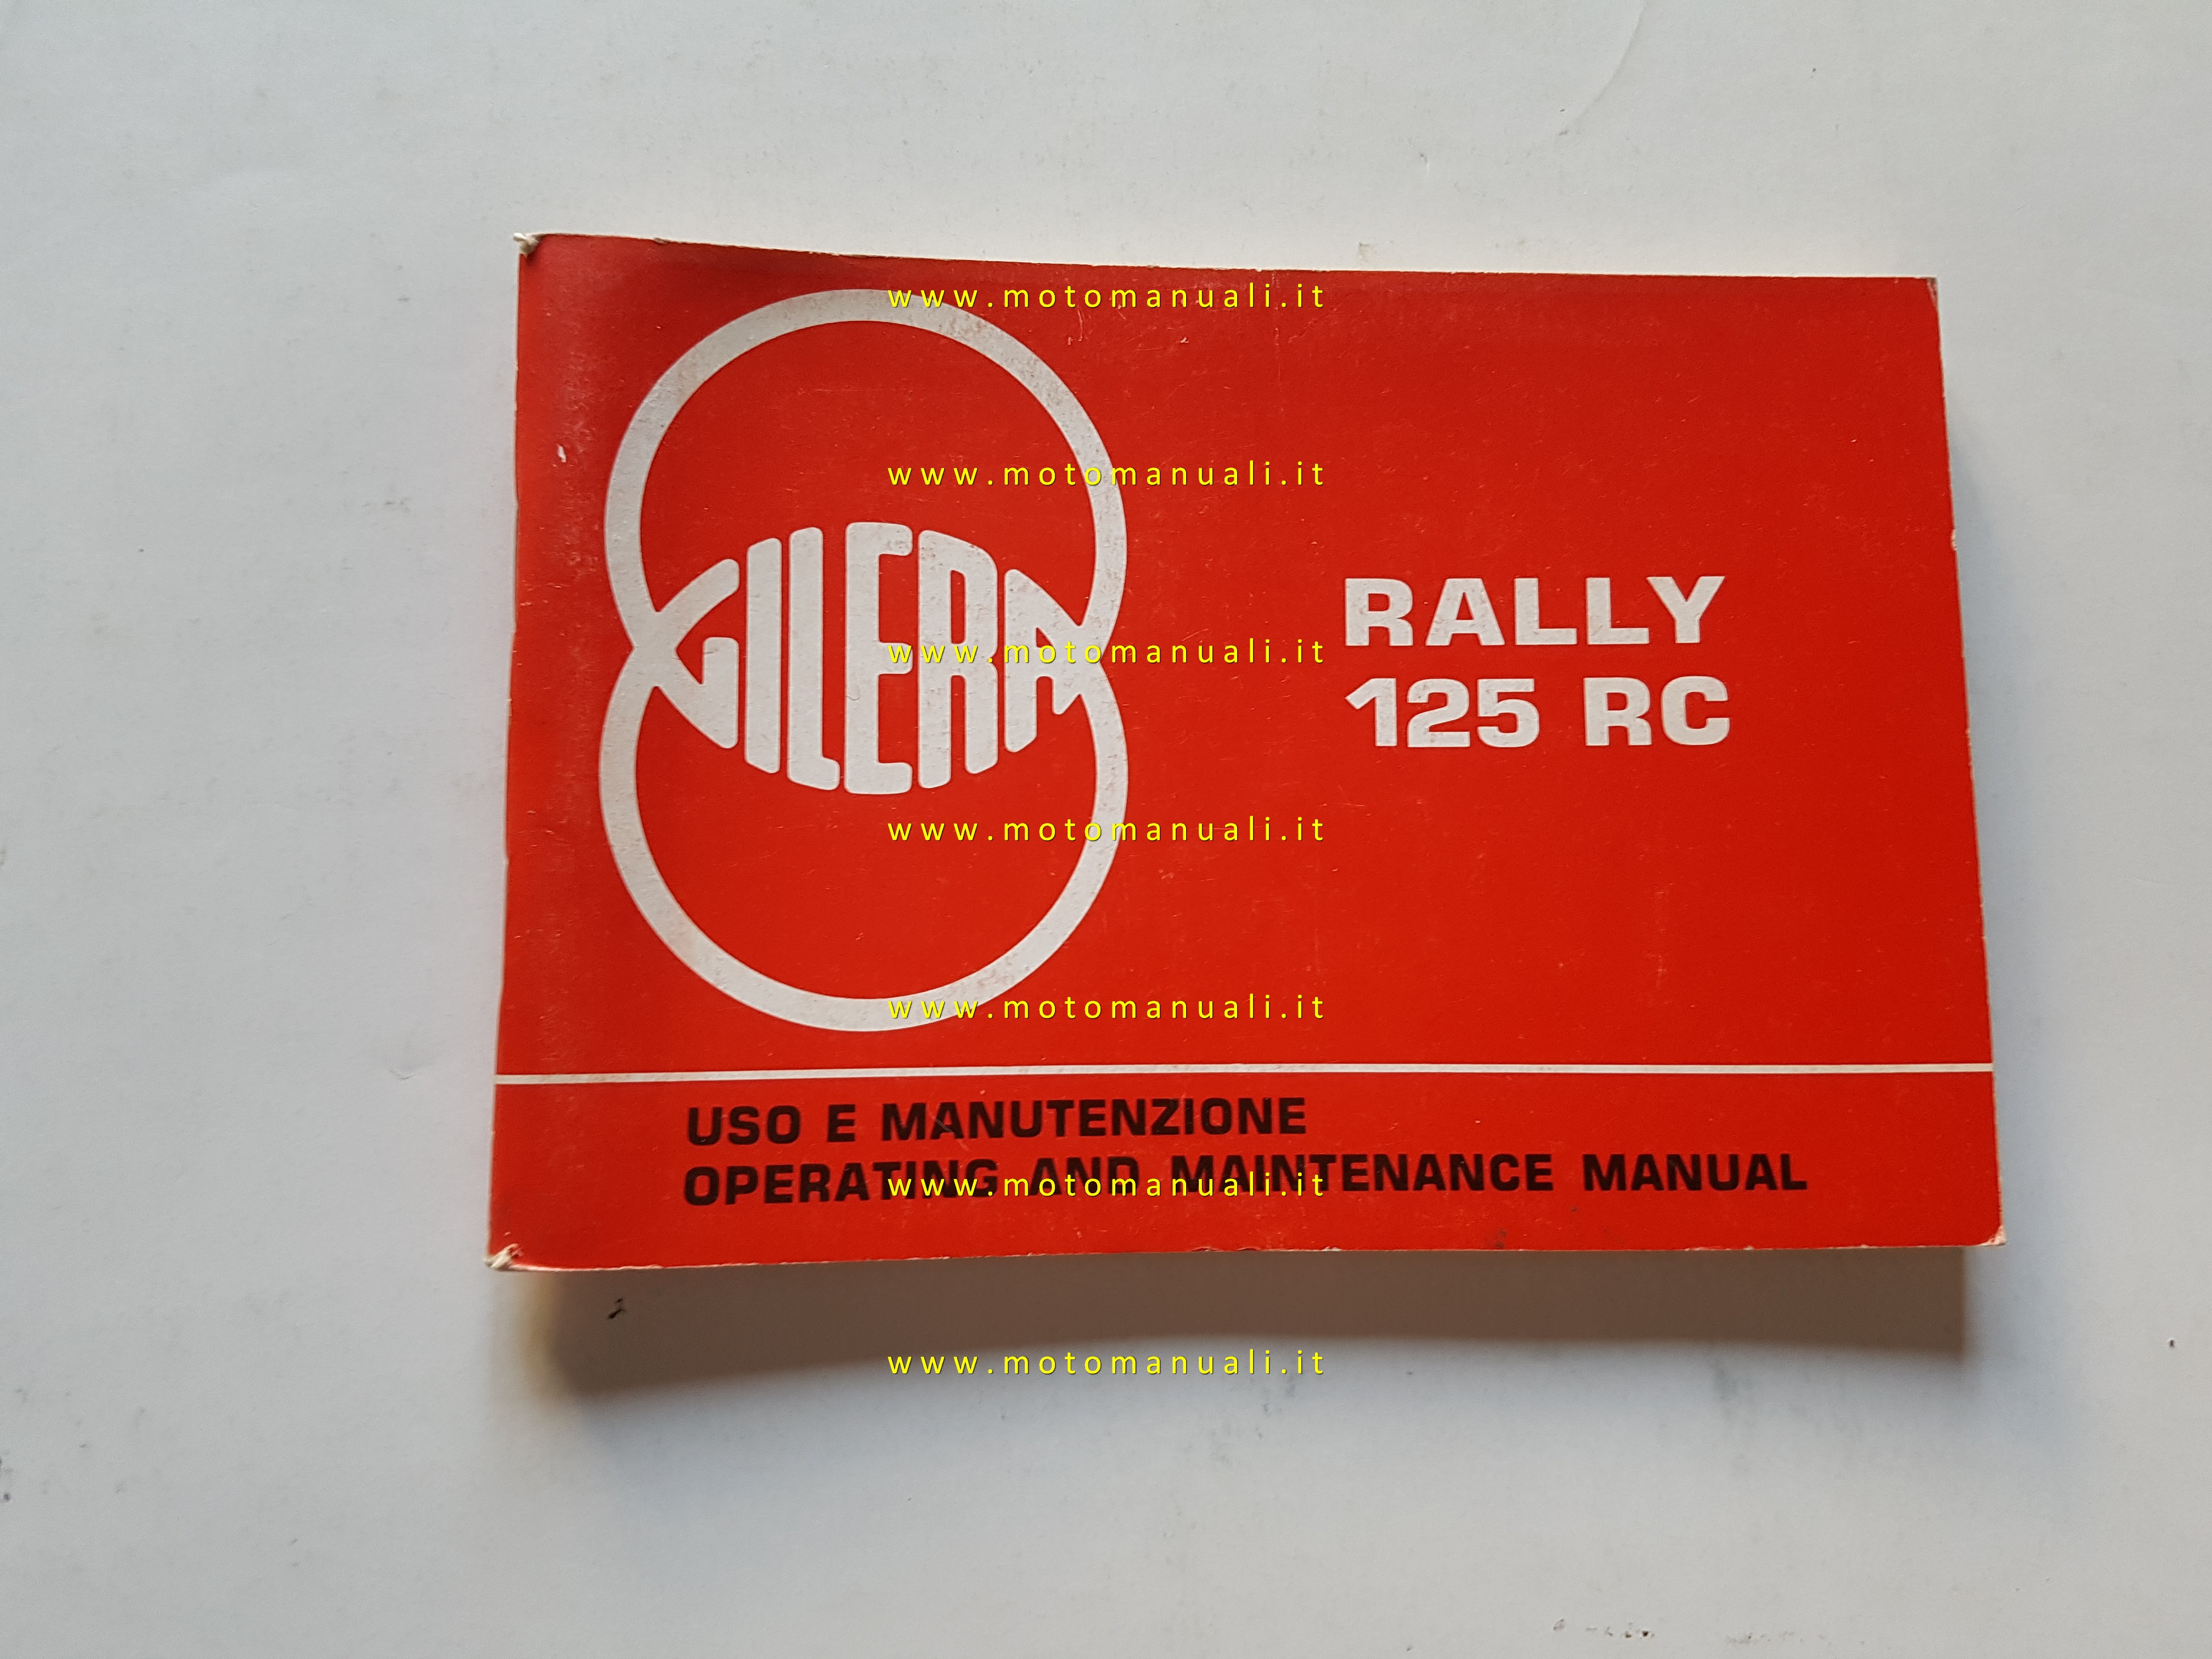 www.motomanuali.it
www.motomanuali.it
GILERA
RALLY
www.motomanuali.it
125 RC
www.motomanuali.it
www.motomanuali.it
USO E MANUTENZIONE
OPERATING AND MAINTENANCE MANUAL
www.motomanuali.it
www.motomanuali.it